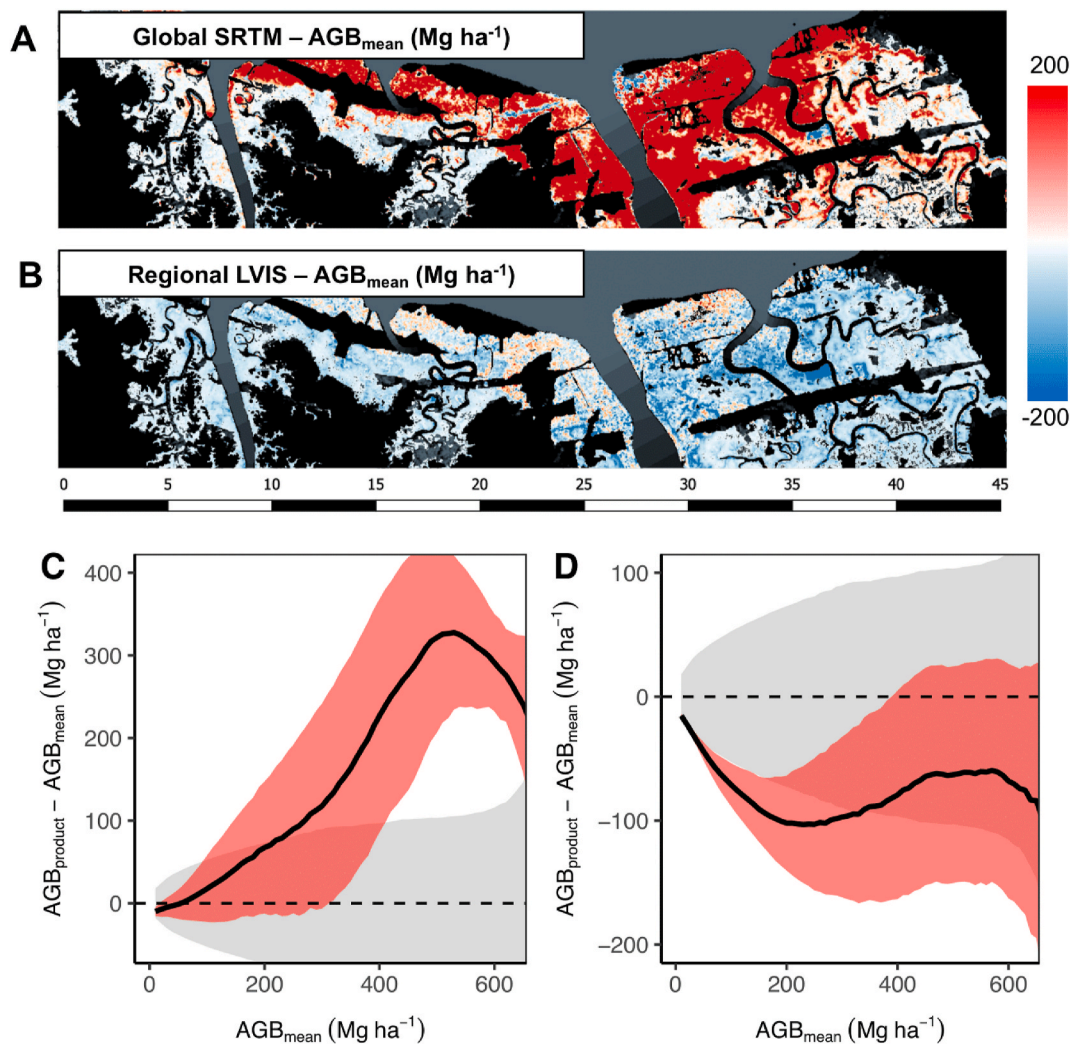 A
Global SRTM – AGBmean (Mg ha-1)
200
B
Regional LVIS – AGBmean (Mg ha-1)
-200
0 5 10 15 20 25 30 35 40 45
C
400
300
200
100
0
AGBproduct − AGBmean (Mg ha−1)
0 200 400 600
AGBmean (Mg ha−1)
D
100
0
−100
−200
AGBproduct − AGBmean (Mg ha−1)
0 200 400 600
AGBmean (Mg ha−1)